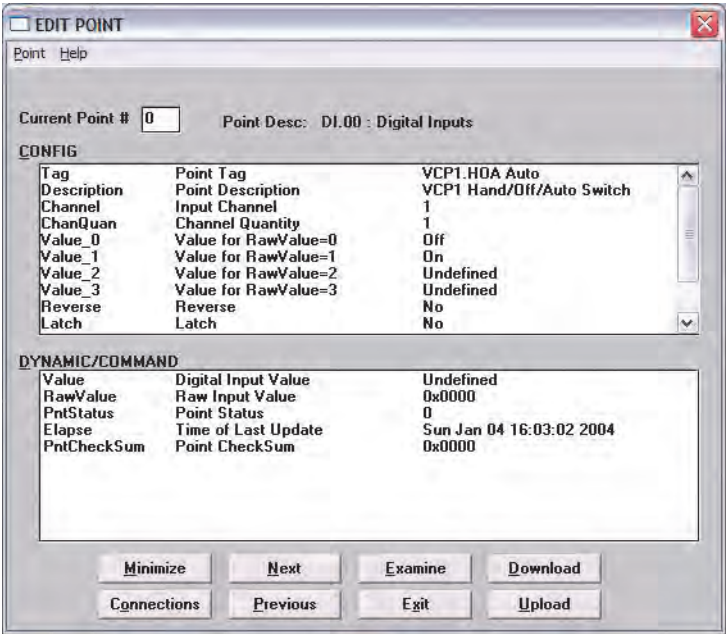 EDIT POINT
Point Help
Current Point # 0 Point Desc: DI.00 : Digital Inputs
CONFIG
Tag Point Tag VCP1.HOA Auto
Description Point Description VCP1 Hand/Off/Auto Switch
Channel Input Channel 1
ChanQuan Channel Quantity 1
Value_0 Value for RawValue=0 Off
Value_1 Value for RawValue=1 On
Value_2 Value for RawValue=2 Undefined
Value_3 Value for RawValue=3 Undefined
Reverse Reverse No
Latch Latch No
DYNAMIC/COMMAND
Value Digital Input Value Undefined
RawValue Raw Input Value 0x0000
PntStatus Point Status 0
Elapse Time of Last Update Sun Jan 04 16:03:02 2004
PntCheckSum Point CheckSum 0x0000
Minimize Next Examine Download
Connections Previous Exit Upload